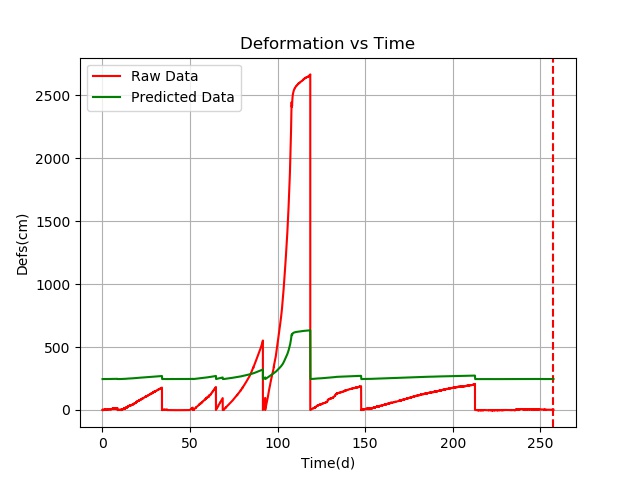 Deformation vs Time
Raw Data
Predicted Data
Defs(cm)
2500
2000
1500
1000
500
0
0 50 100 150 200 250
Time(d)